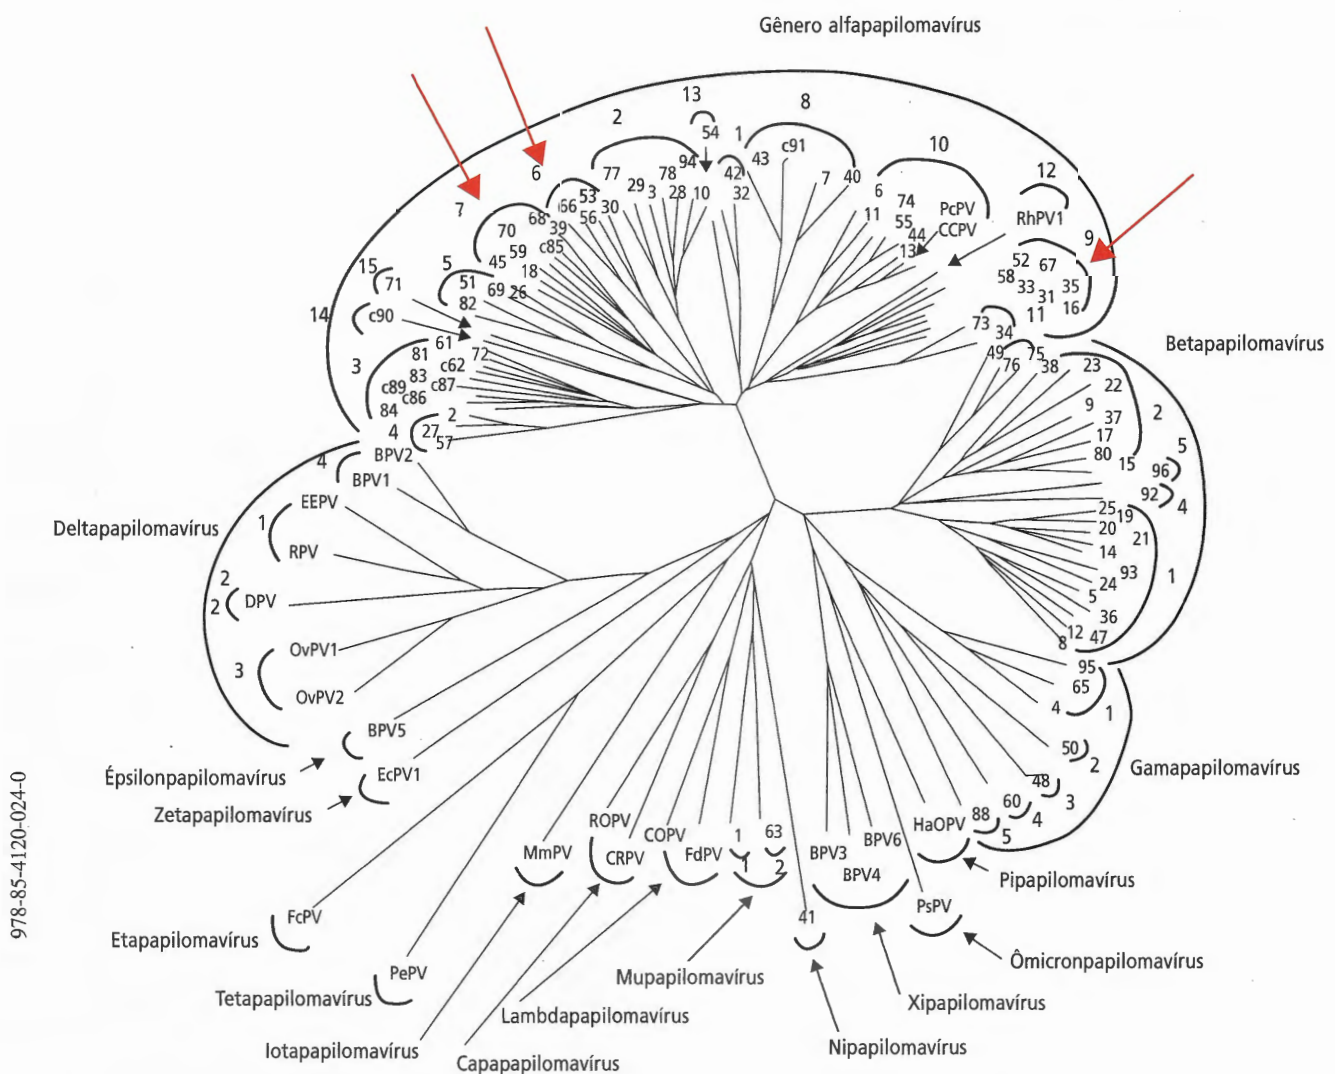 Gênero alfapapilomavírus
13
8
2
54
1
c91
43
10
94
42
40
12
6
77
78
7
6
29
3
28
10
32
74
PcPV
RhPV1
53
7
68
66
56
30
11
55
CCPV
9
39
44
70
c85
13
52
67
59
15
5
45
18
58
33
35
71
51
69
26
31
16
82
11
14
c90
73
34
61
Betapapilomavírus
3
81
72
49
75
c62
76
38
23
83
c87
22
c89
c86
9
2
84
2
37
4
27
17
5
57
4
BPV2
80
15
96
BPV1
92
4
EEPV
25
19
Deltapapilomavírus
1
20
21
RPV
14
24
93
1
2
5
2
DPV
36
12
47
8
OvPV1
95
3
65
OvPV2
4
1
BPV5
50
2
Épsilonpapilomavírus
EcPV1
48
Gamapapilomavírus
Zetapapilomavírus
60
3
ROPV
HaOPV
88
4
COPV
1
63
BPV6
5
MmPV
CRPV
FdPV
BPV3
1
2
BPV4
Pipapilomavírus
FcPV
41
PsPV
Etapapilomavírus
PePV
Ômicronpapilomavírus
Mupapilomavírus
Tetapapilomavírus
Xipapilomavírus
Lambdapapilomavírus
Iotapapilomavírus
Nipapilomavírus
Capapapilomavírus
978-85-4120-024-0